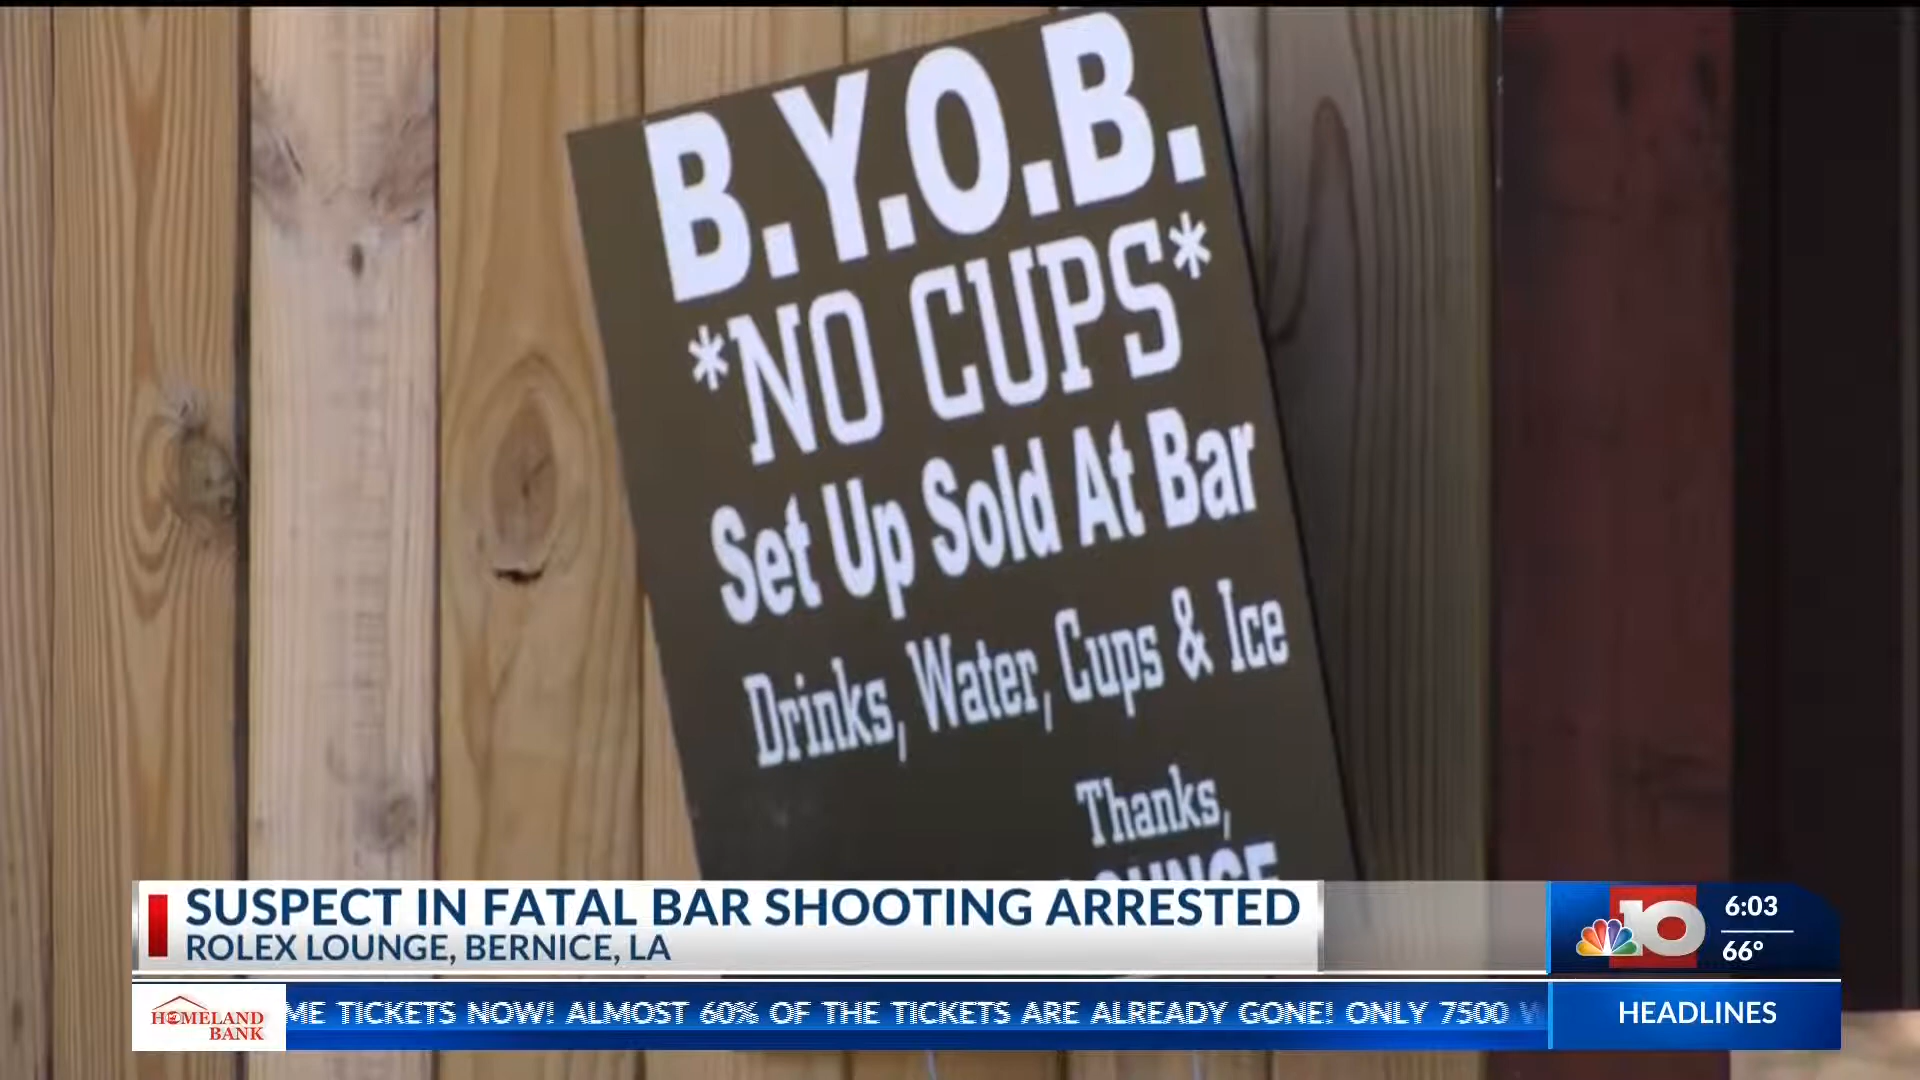 B.Y.O.B.
*NO CUPS*
Set Up Sold At Bar
Drinks, Water, Cups & Ice
Thanks,
LOUNGE
SUSPECT IN FATAL BAR SHOOTING ARRESTED
ROLEX LOUNGE, BERNICE, LA
10
6:03
66°
HOMELAND
BANK
ME TICKETS NOW! ALMOST 60% OF THE TICKETS ARE ALREADY GONE! ONLY 7500 W
HEADLINES